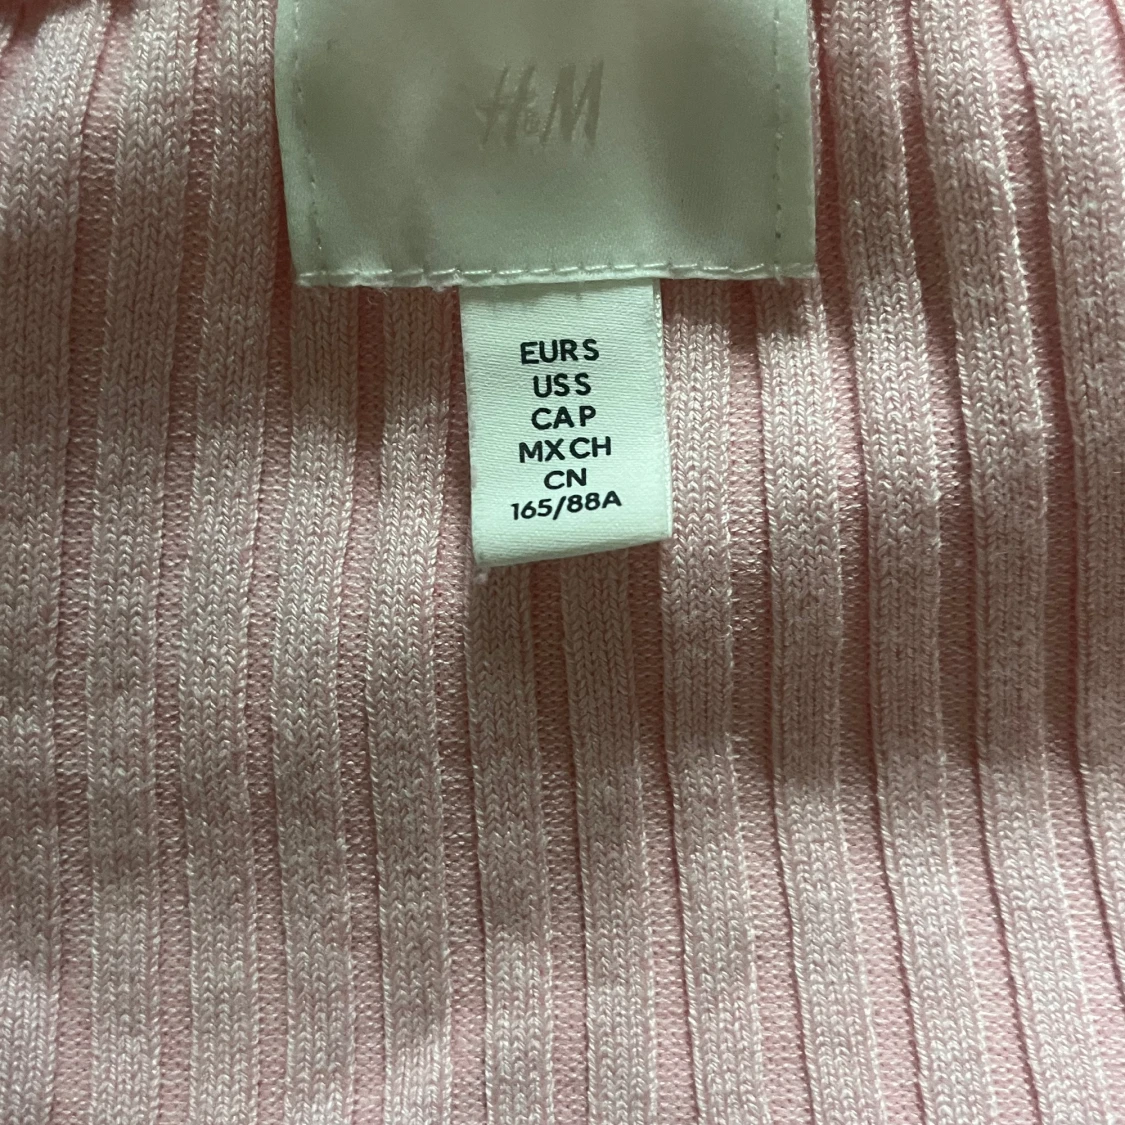 H&M
EUR S
US S
CA P
MX CH
CN
165/88A